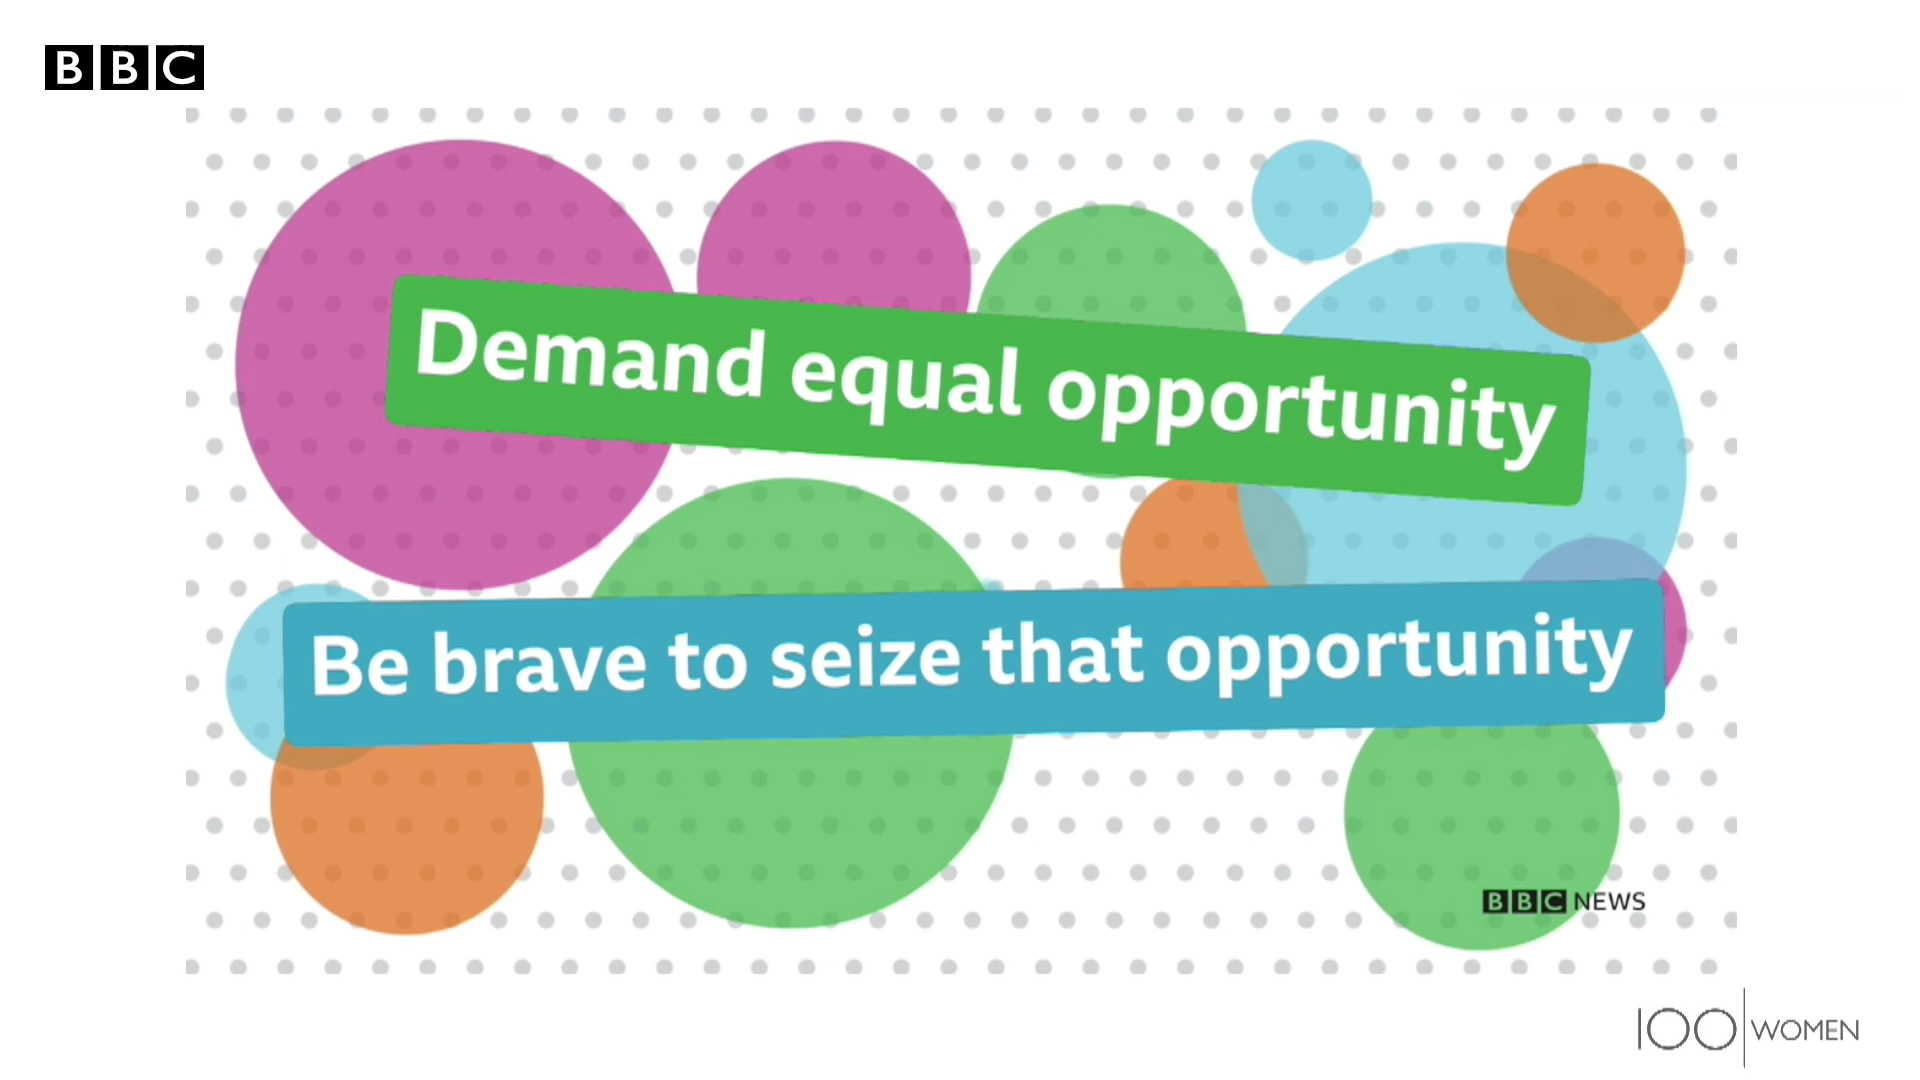 BBC
Demand equal opportunity
Be brave to seize that opportunity
BBC NEWS
100 WOMEN